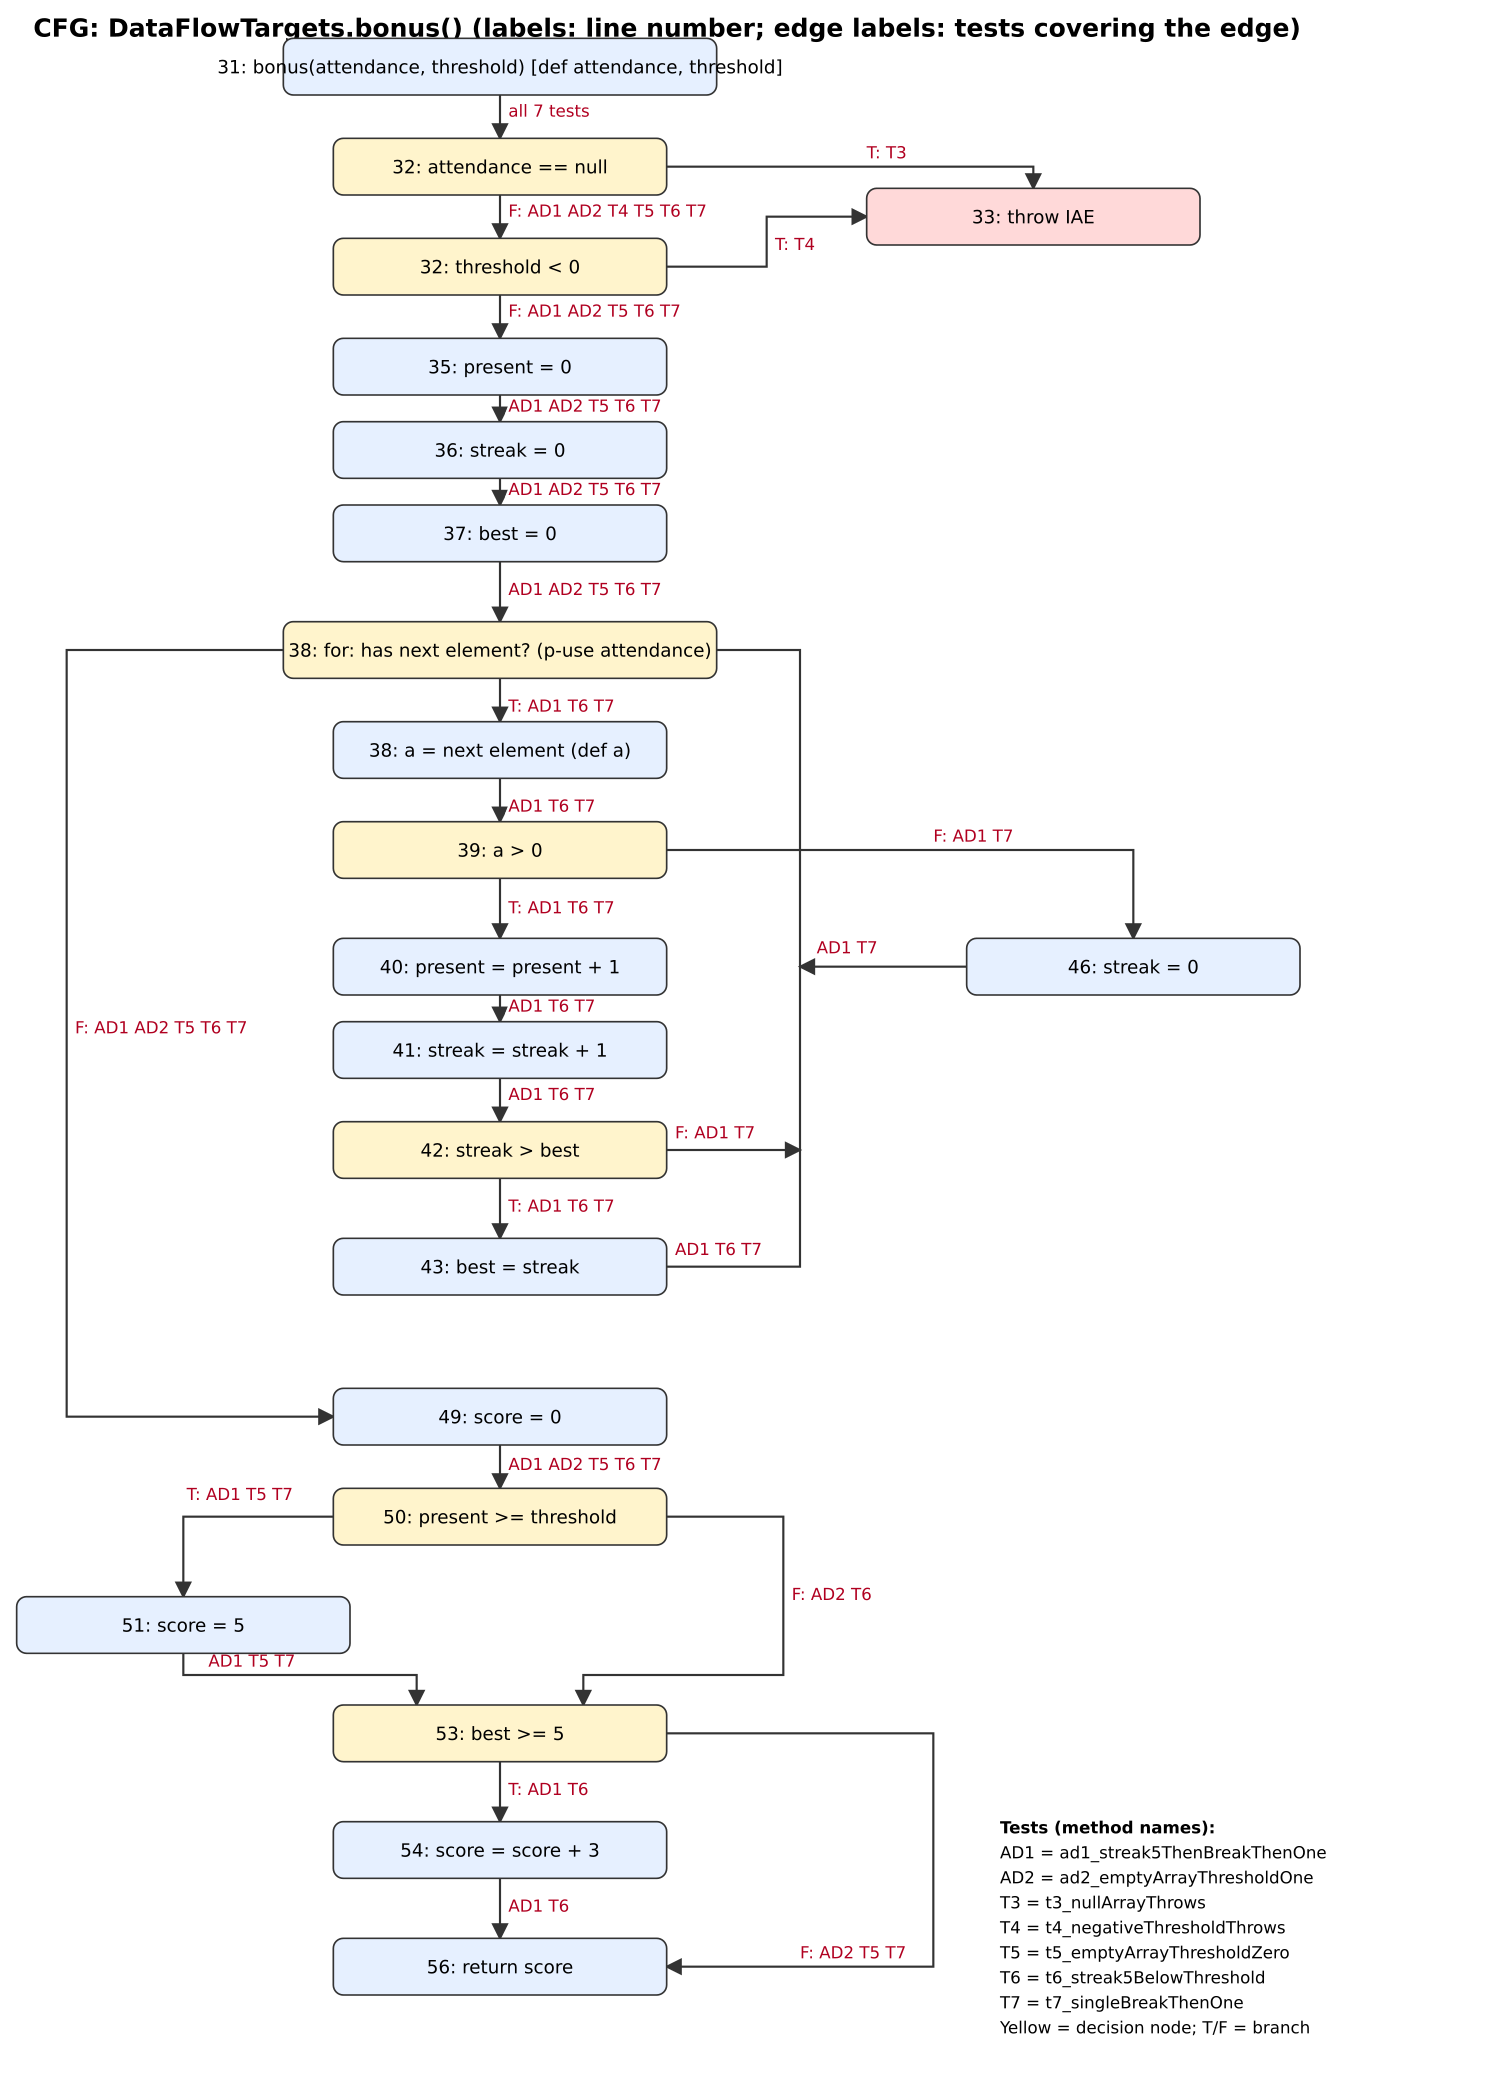 CFG: DataFlowTargets.bonus() (labels: line number; edge labels: tests covering the edge)
31: bonus(attendance, threshold) [def attendance, threshold]
all 7 tests
32: attendance == null
T: T3
33: throw IAE
F: AD1 AD2 T4 T5 T6 T7
T: T4
32: threshold < 0
F: AD1 AD2 T5 T6 T7
35: present = 0
AD1 AD2 T5 T6 T7
36: streak = 0
AD1 AD2 T5 T6 T7
37: best = 0
AD1 AD2 T5 T6 T7
38: for: has next element? (p-use attendance)
T: AD1 T6 T7
38: a = next element (def a)
AD1 T6 T7
39: a > 0
F: AD1 T7
T: AD1 T6 T7
40: present = present + 1
AD1 T7
46: streak = 0
AD1 T6 T7
F: AD1 AD2 T5 T6 T7
41: streak = streak + 1
AD1 T6 T7
42: streak > best
F: AD1 T7
T: AD1 T6 T7
43: best = streak
AD1 T6 T7
49: score = 0
AD1 AD2 T5 T6 T7
T: AD1 T5 T7
50: present >= threshold
F: AD2 T6
51: score = 5
AD1 T5 T7
53: best >= 5
T: AD1 T6
54: score = score + 3
AD1 T6
F: AD2 T5 T7
56: return score
Tests (method names):
AD1 = ad1_streak5ThenBreakThenOne
AD2 = ad2_emptyArrayThresholdOne
T3 = t3_nullArrayThrows
T4 = t4_negativeThresholdThrows
T5 = t5_emptyArrayThresholdZero
T6 = t6_streak5BelowThreshold
T7 = t7_singleBreakThenOne
Yellow = decision node; T/F = branch